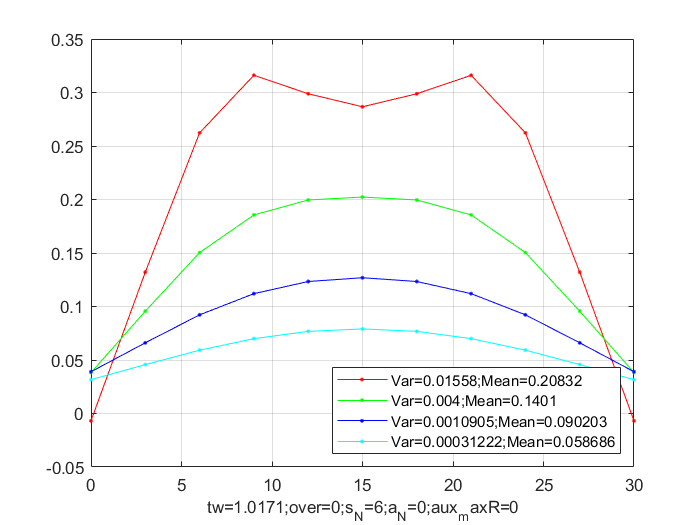 0.35
0.3
0.25
0.2
0.15
0.1
0.05
0
-0.05
0 5 10 15 20 25 30
Var=0.01558;Mean=0.20832
Var=0.004;Mean=0.1401
Var=0.0010905;Mean=0.090203
Var=0.00031222;Mean=0.058686
tw=1.0171;over=0;s_N=6;a_N=0;aux_maxR=0